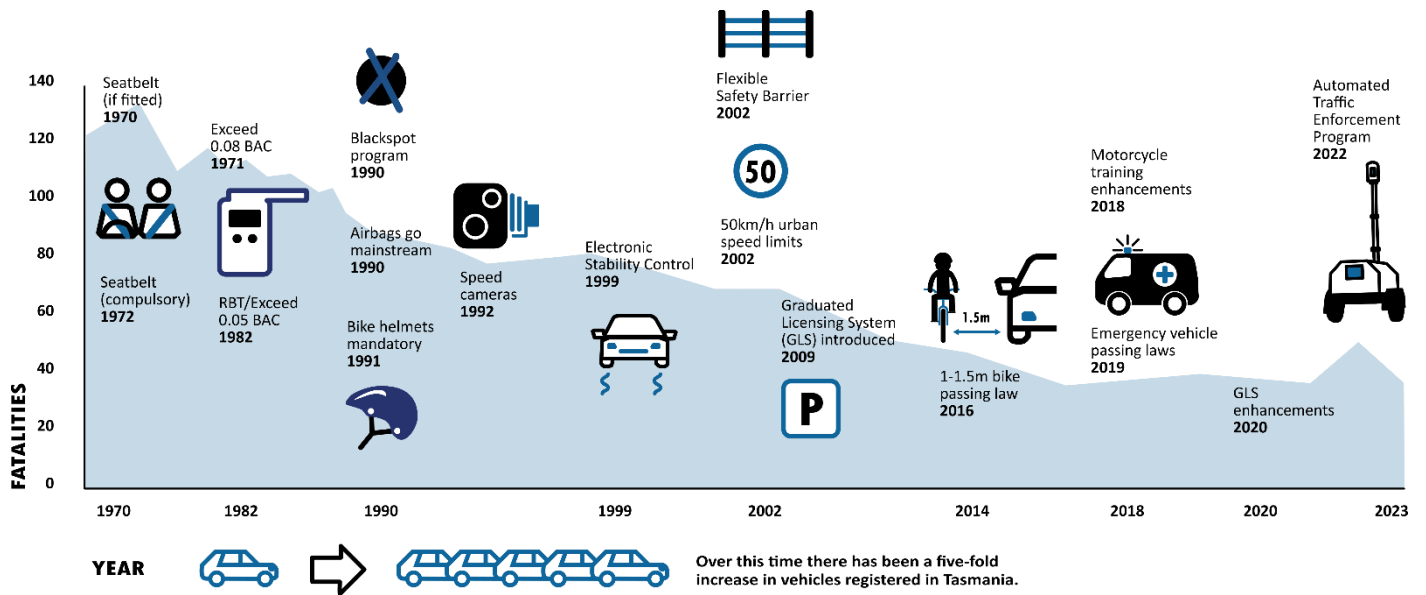 140
120
100
80
60
40
20
0
FATALITIES
Seatbelt
(if fitted)
1970
Seatbelt
(compulsory)
1972
Exceed
0.08 BAC
1971
RBT/Exceed
0.05 BAC
1982
Blackspot
program
1990
Airbags go
mainstream
1990
Bike helmets
mandatory
1991
Speed
cameras
1992
Electronic
Stability Control
1999
Flexible
Safety Barrier
2002
50
50km/h urban
speed limits
2002
Graduated
Licensing System
(GLS) introduced
2009
P
1.5m
1-1.5m bike
passing law
2016
Motorcycle
training
enhancements
2018
Emergency vehicle
passing laws
2019
GLS
enhancements
2020
Automated
Traffic
Enforcement
Program
2022
1970
1982
1990
1999
2002
2014
2018
2020
2023
YEAR
Over this time there has been a five-fold
increase in vehicles registered in Tasmania.